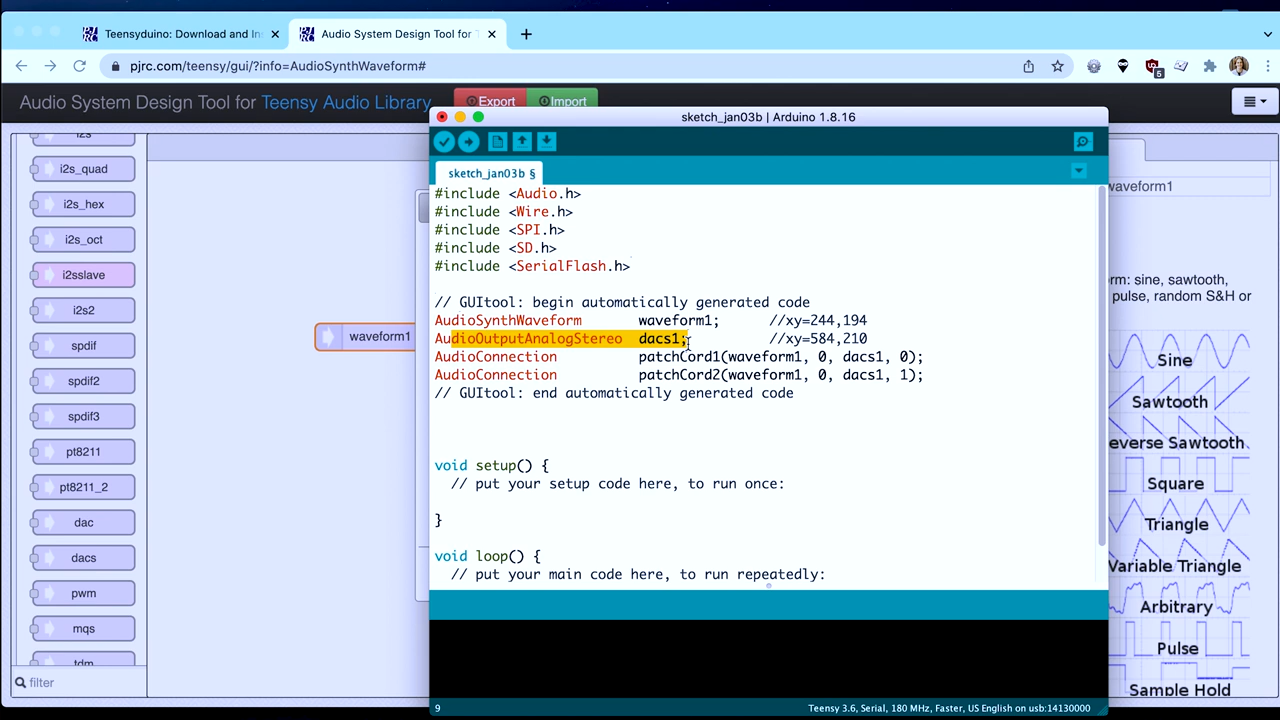 Teensyduino: Download and In
Audio System Design Tool for T
pjrc.com/teensy/gui/?info=AudioSynthWaveform#
5
Audio System Design Tool for Teensy Audio Library
Export
Import
sketch_jan03b | Arduino 1.8.16
sketch_jan03b §
i2s
i2s_quad
i2s_hex
i2s_oct
i2sslave
i2s2
spdif
spdif2
spdif3
pt8211
pt8211_2
dac
dacs
pwm
mqs
tdm
filter
waveform1
#include <Audio.h>
#include <Wire.h>
#include <SPI.h>
#include <SD.h>
#include <SerialFlash.h>
// GUItool: begin automatically generated code
AudioSynthWaveform       waveform1;      //xy=244,194
AudioOutputAnalogStereo  dacs1;          //xy=584,210
AudioConnection          patchCord1(waveform1, 0, dacs1, 0);
AudioConnection          patchCord2(waveform1, 0, dacs1, 1);
// GUItool: end automatically generated code
void setup() {
  // put your setup code here, to run once:
}
void loop() {
  // put your main code here, to run repeatedly:
9
Teensy 3.6, Serial, 180 MHz, Faster, US English on usb:14130000
waveform1
orm: sine, sawtooth,
pulse, random S&H or
Sine
Sawtooth
everse Sawtooth
Square
Triangle
Variable Triangle
Arbitrary
Pulse
Sample Hold